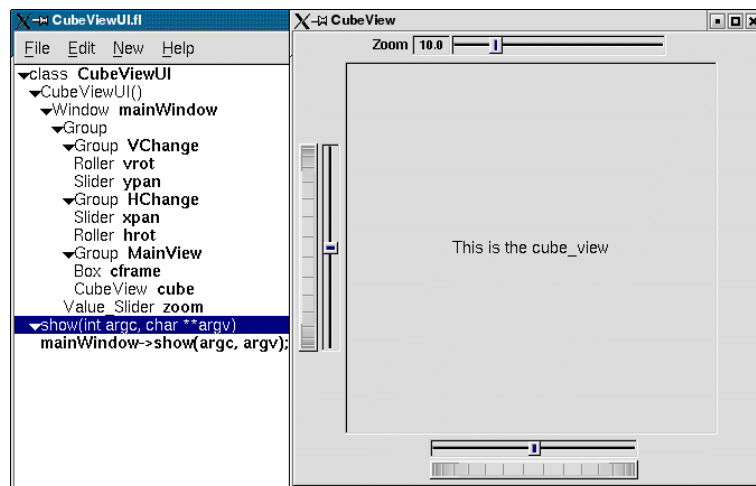 CubeViewUI.fl
File Edit New Help
class CubeViewUI
CubeViewUI()
Window mainWindow
Group
Group VChange
Roller vrot
Slider ypan
Group HChange
Slider xpan
Roller hrot
Group MainView
Box cframe
CubeView cube
Value_Slider zoom
show(int argc, char **argv)
mainWindow->show(argc, argv);
CubeView
Zoom 10.0
This is the cube_view